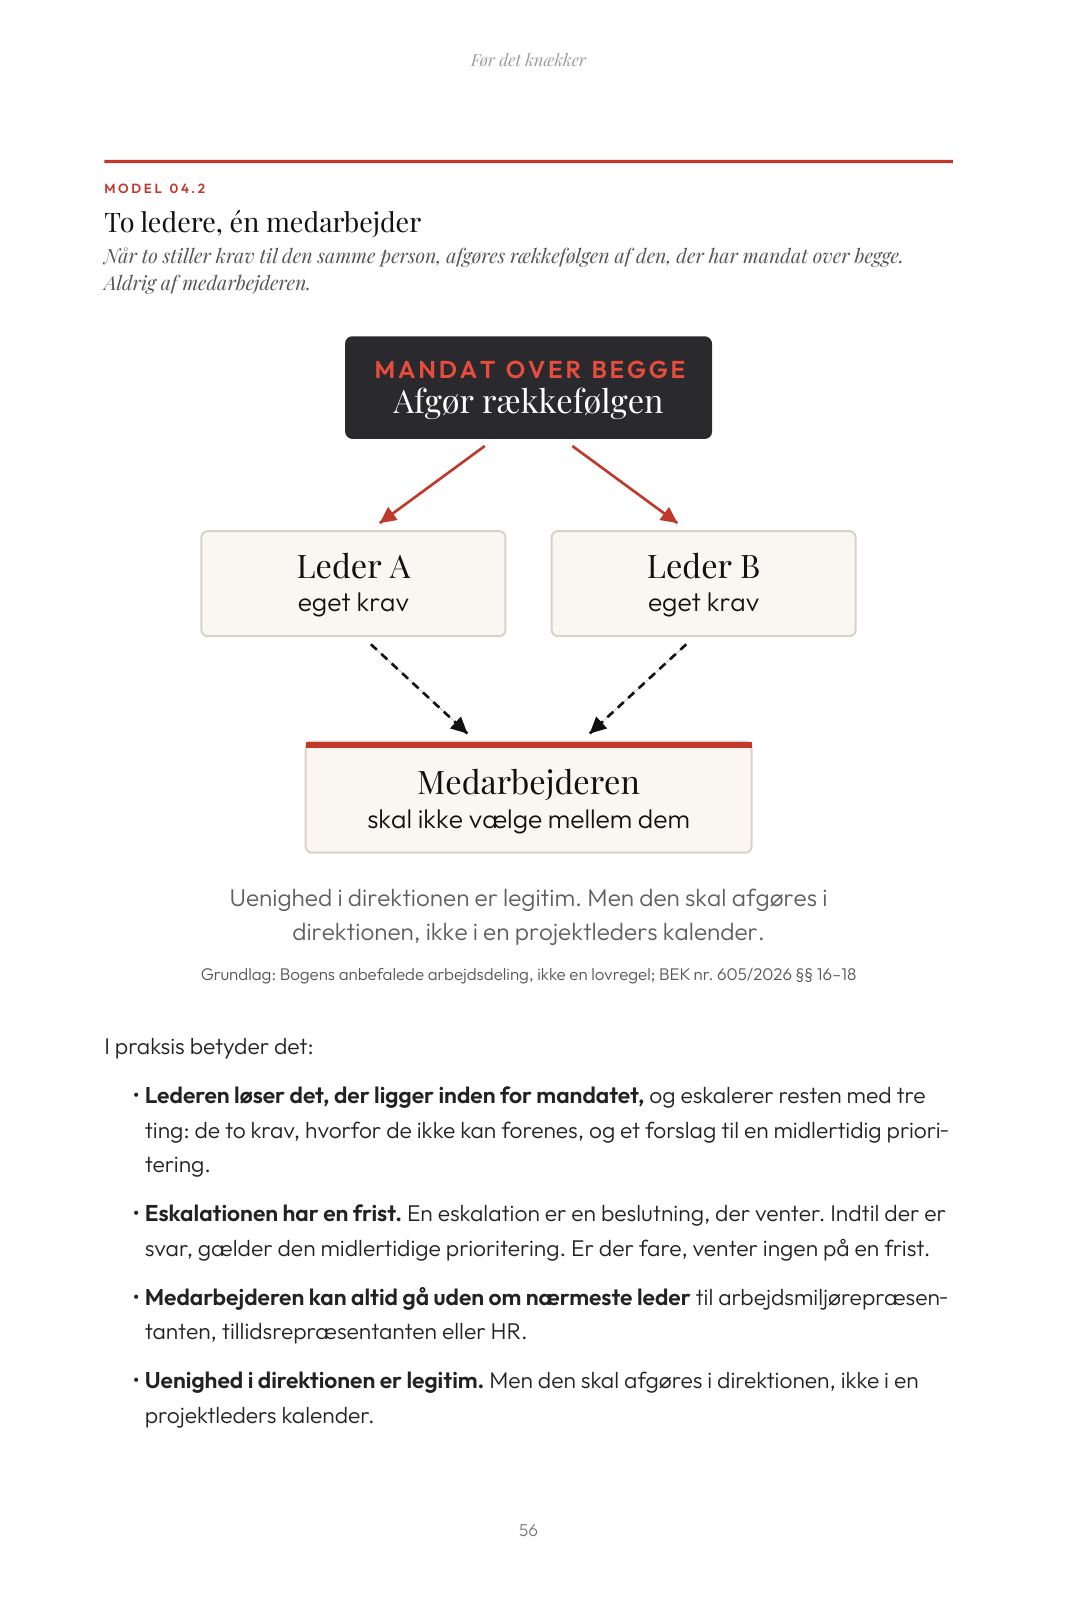 Før det knækker
MODEL 04.2
To ledere, én medarbejder
Når to stiller krav til den samme person, afgøres rækkefølgen af den, der har mandat over begge.
Aldrig af medarbejderen.
MANDAT OVER BEGGE
Afgør rækkefølgen
Leder A
eget krav
Leder B
eget krav
Medarbejderen
skal ikke vælge mellem dem
Uenighed i direktionen er legitim. Men den skal afgøres i
direktionen, ikke i en projektleders kalender.
Grundlag: Bogens anbefalede arbejdsdeling, ikke en lovregel; BEK nr. 605/2026 §§ 16–18
I praksis betyder det:
• Lederen løser det, der ligger inden for mandatet, og eskalerer resten med tre
ting: de to krav, hvorfor de ikke kan forenes, og et forslag til en midlertidig priori-
tering.
• Eskalationen har en frist. En eskalation er en beslutning, der venter. Indtil der er
svar, gælder den midlertidige prioritering. Er der fare, venter ingen på en frist.
• Medarbejderen kan altid gå uden om nærmeste leder til arbejdsmiljørepræsen-
tanten, tillidsrepræsentanten eller HR.
• Uenighed i direktionen er legitim. Men den skal afgøres i direktionen, ikke i en
projektleders kalender.
56